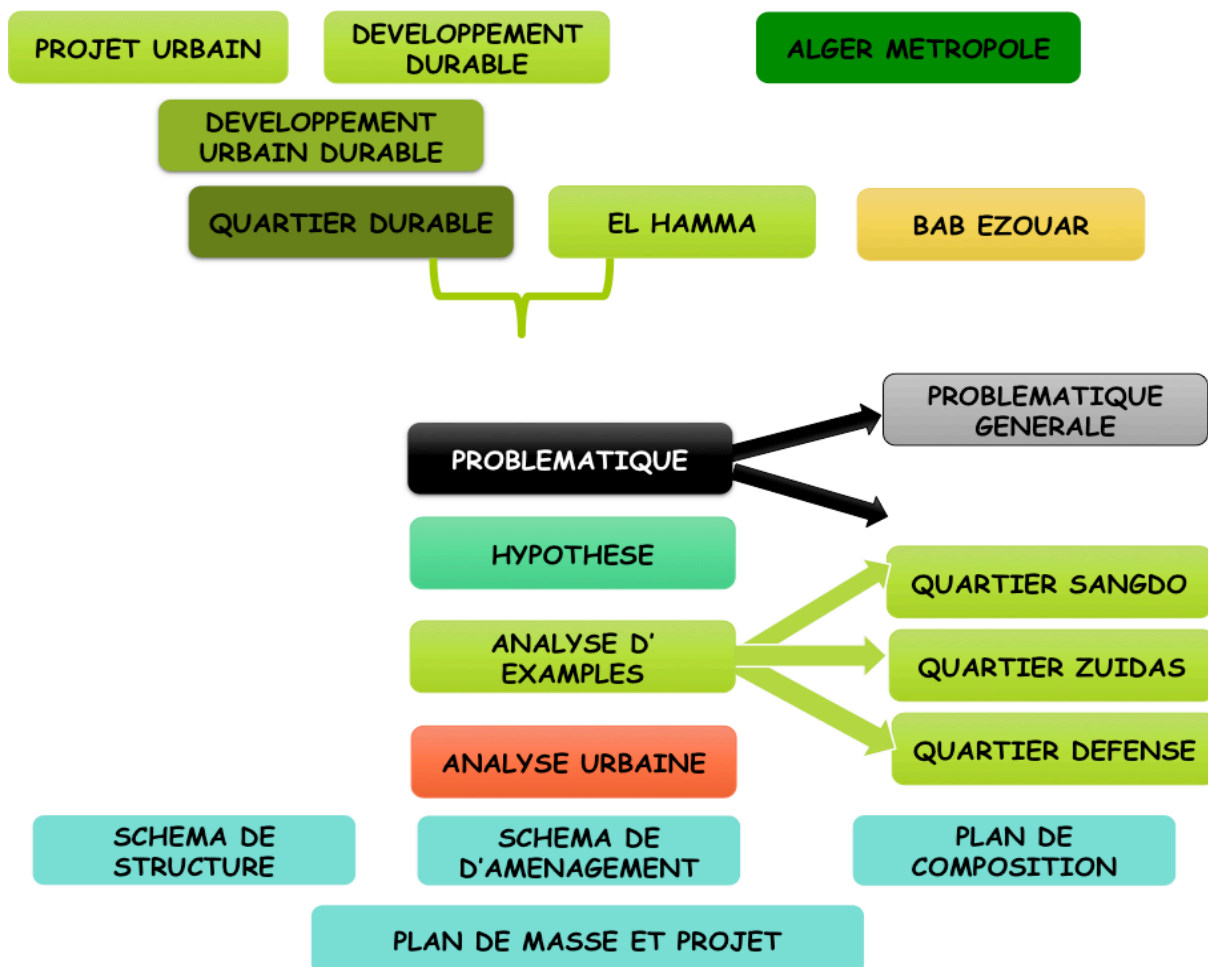 PROJET URBAIN
DEVELOPPEMENT
DURABLE
ALGER METROPOLE
DEVELOPPEMENT
URBAIN DURABLE
QUARTIER DURABLE
EL HAMMA
BAB EZOUAR
PROBLEMATIQUE
GENERALE
PROBLEMATIQUE
HYPOTHESE
QUARTIER SANGDO
ANALYSE D'
EXAMPLES
QUARTIER ZUIDAS
QUARTIER DEFENSE
ANALYSE URBAINE
SCHEMA DE
STRUCTURE
SCHEMA DE
D'AMENAGEMENT
PLAN DE
COMPOSITION
PLAN DE MASSE ET PROJET